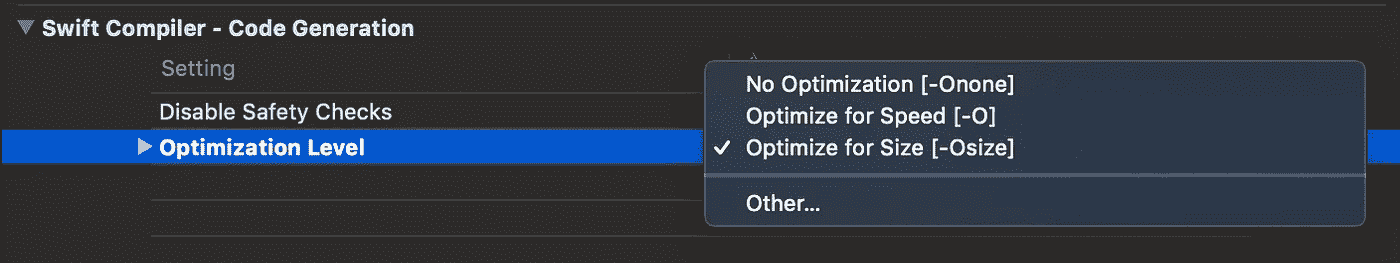 Swift Compiler - Code Generation
Setting
Disable Safety Checks
Optimization Level
No Optimization [-Onone]
Optimize for Speed [-O]
Optimize for Size [-Osize]
Other...